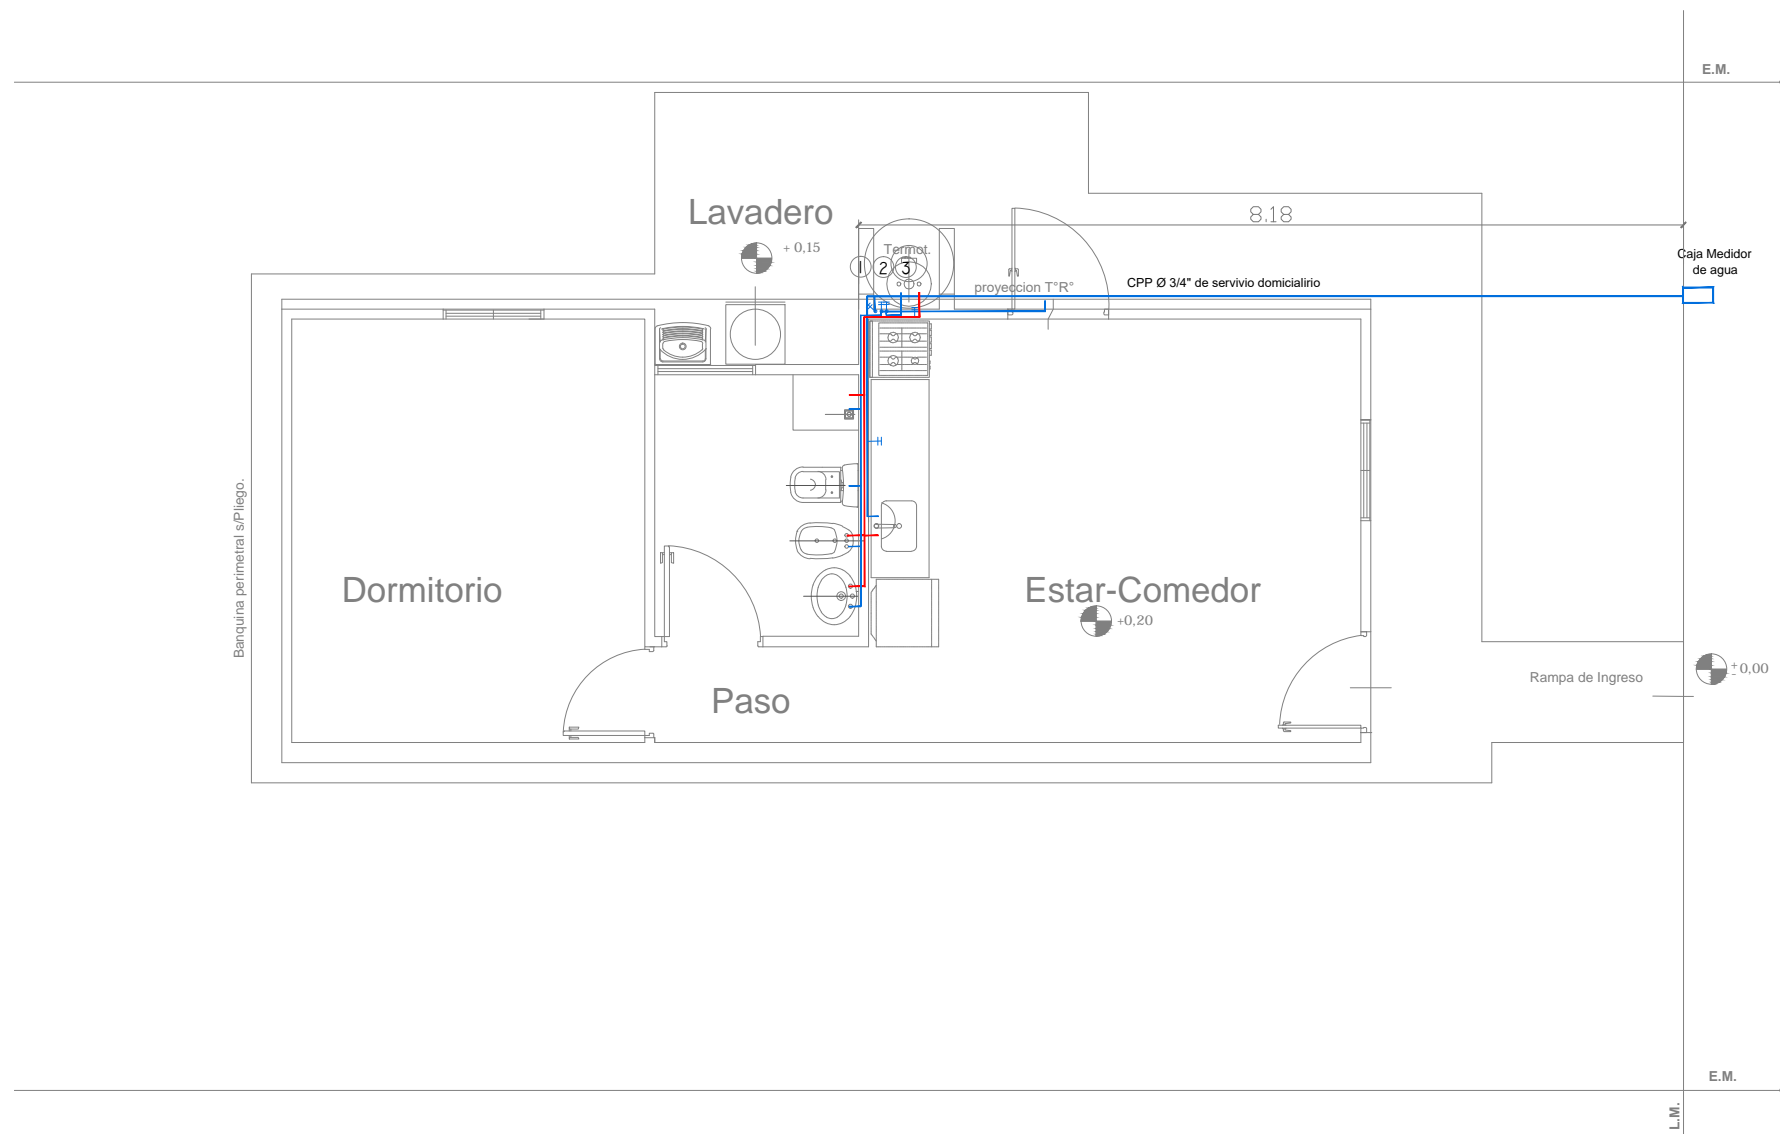 E.M.
Lavadero
8.18
+ 0,15
Termot.
Caja Medidor
de agua
1 2 3
proyeccion T°R°
CPP Ø 3/4" de servivio domicialirio
Banquina perimetral s/Pliego.
Dormitorio
Estar-Comedor
+0,20
Rampa de Ingreso
±0,00
Paso
E.M.
L.M.